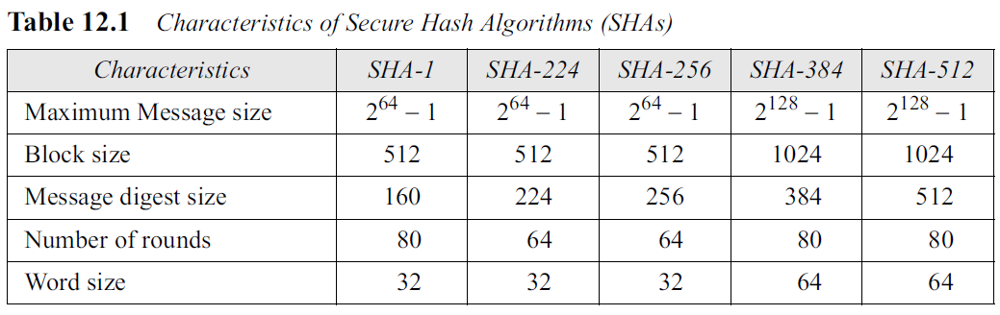 Table 12.1 Characteristics of Secure Hash Algorithms (SHAs)
Characteristics SHA-1 SHA-224 SHA-256 SHA-384 SHA-512
Maximum Message size 2^64 – 1 2^64 – 1 2^64 – 1 2^128 – 1 2^128 – 1
Block size 512 512 512 1024 1024
Message digest size 160 224 256 384 512
Number of rounds 80 64 64 80 80
Word size 32 32 32 64 64